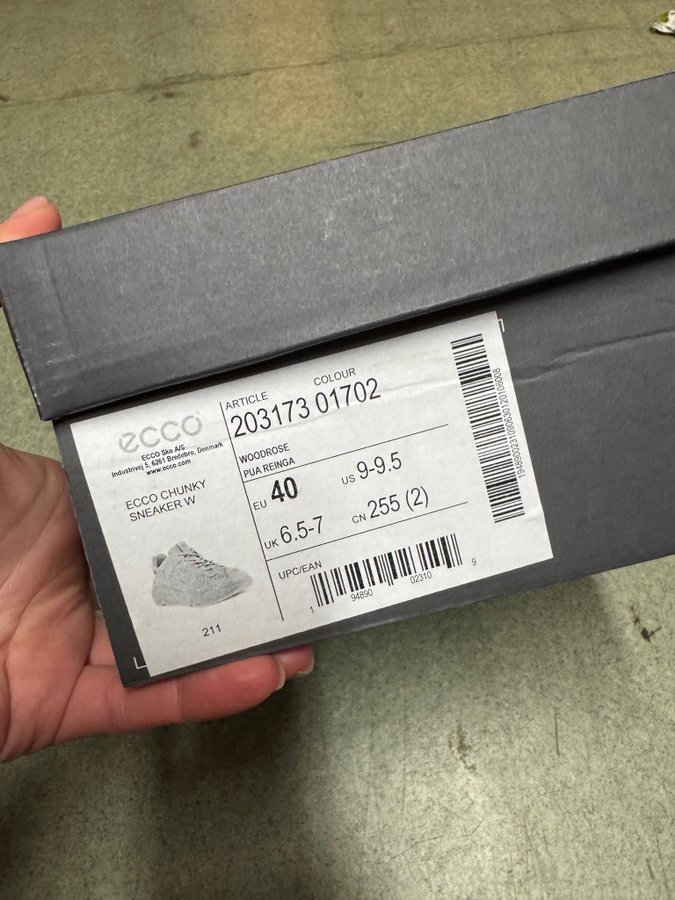 ecco
ECCO Sko A/S
Industrivej 5, 6261 Bredebro, Denmark
www.ecco.com
ECCO CHUNKY
SNEAKER W
211
ARTICLE COLOUR
203173 01702
WOODROSE
PUA REINGA
EU 40 US 9-9.5
UK 6.5-7 CN 255 (2)
UPC/EAN
1 94890 02310 9